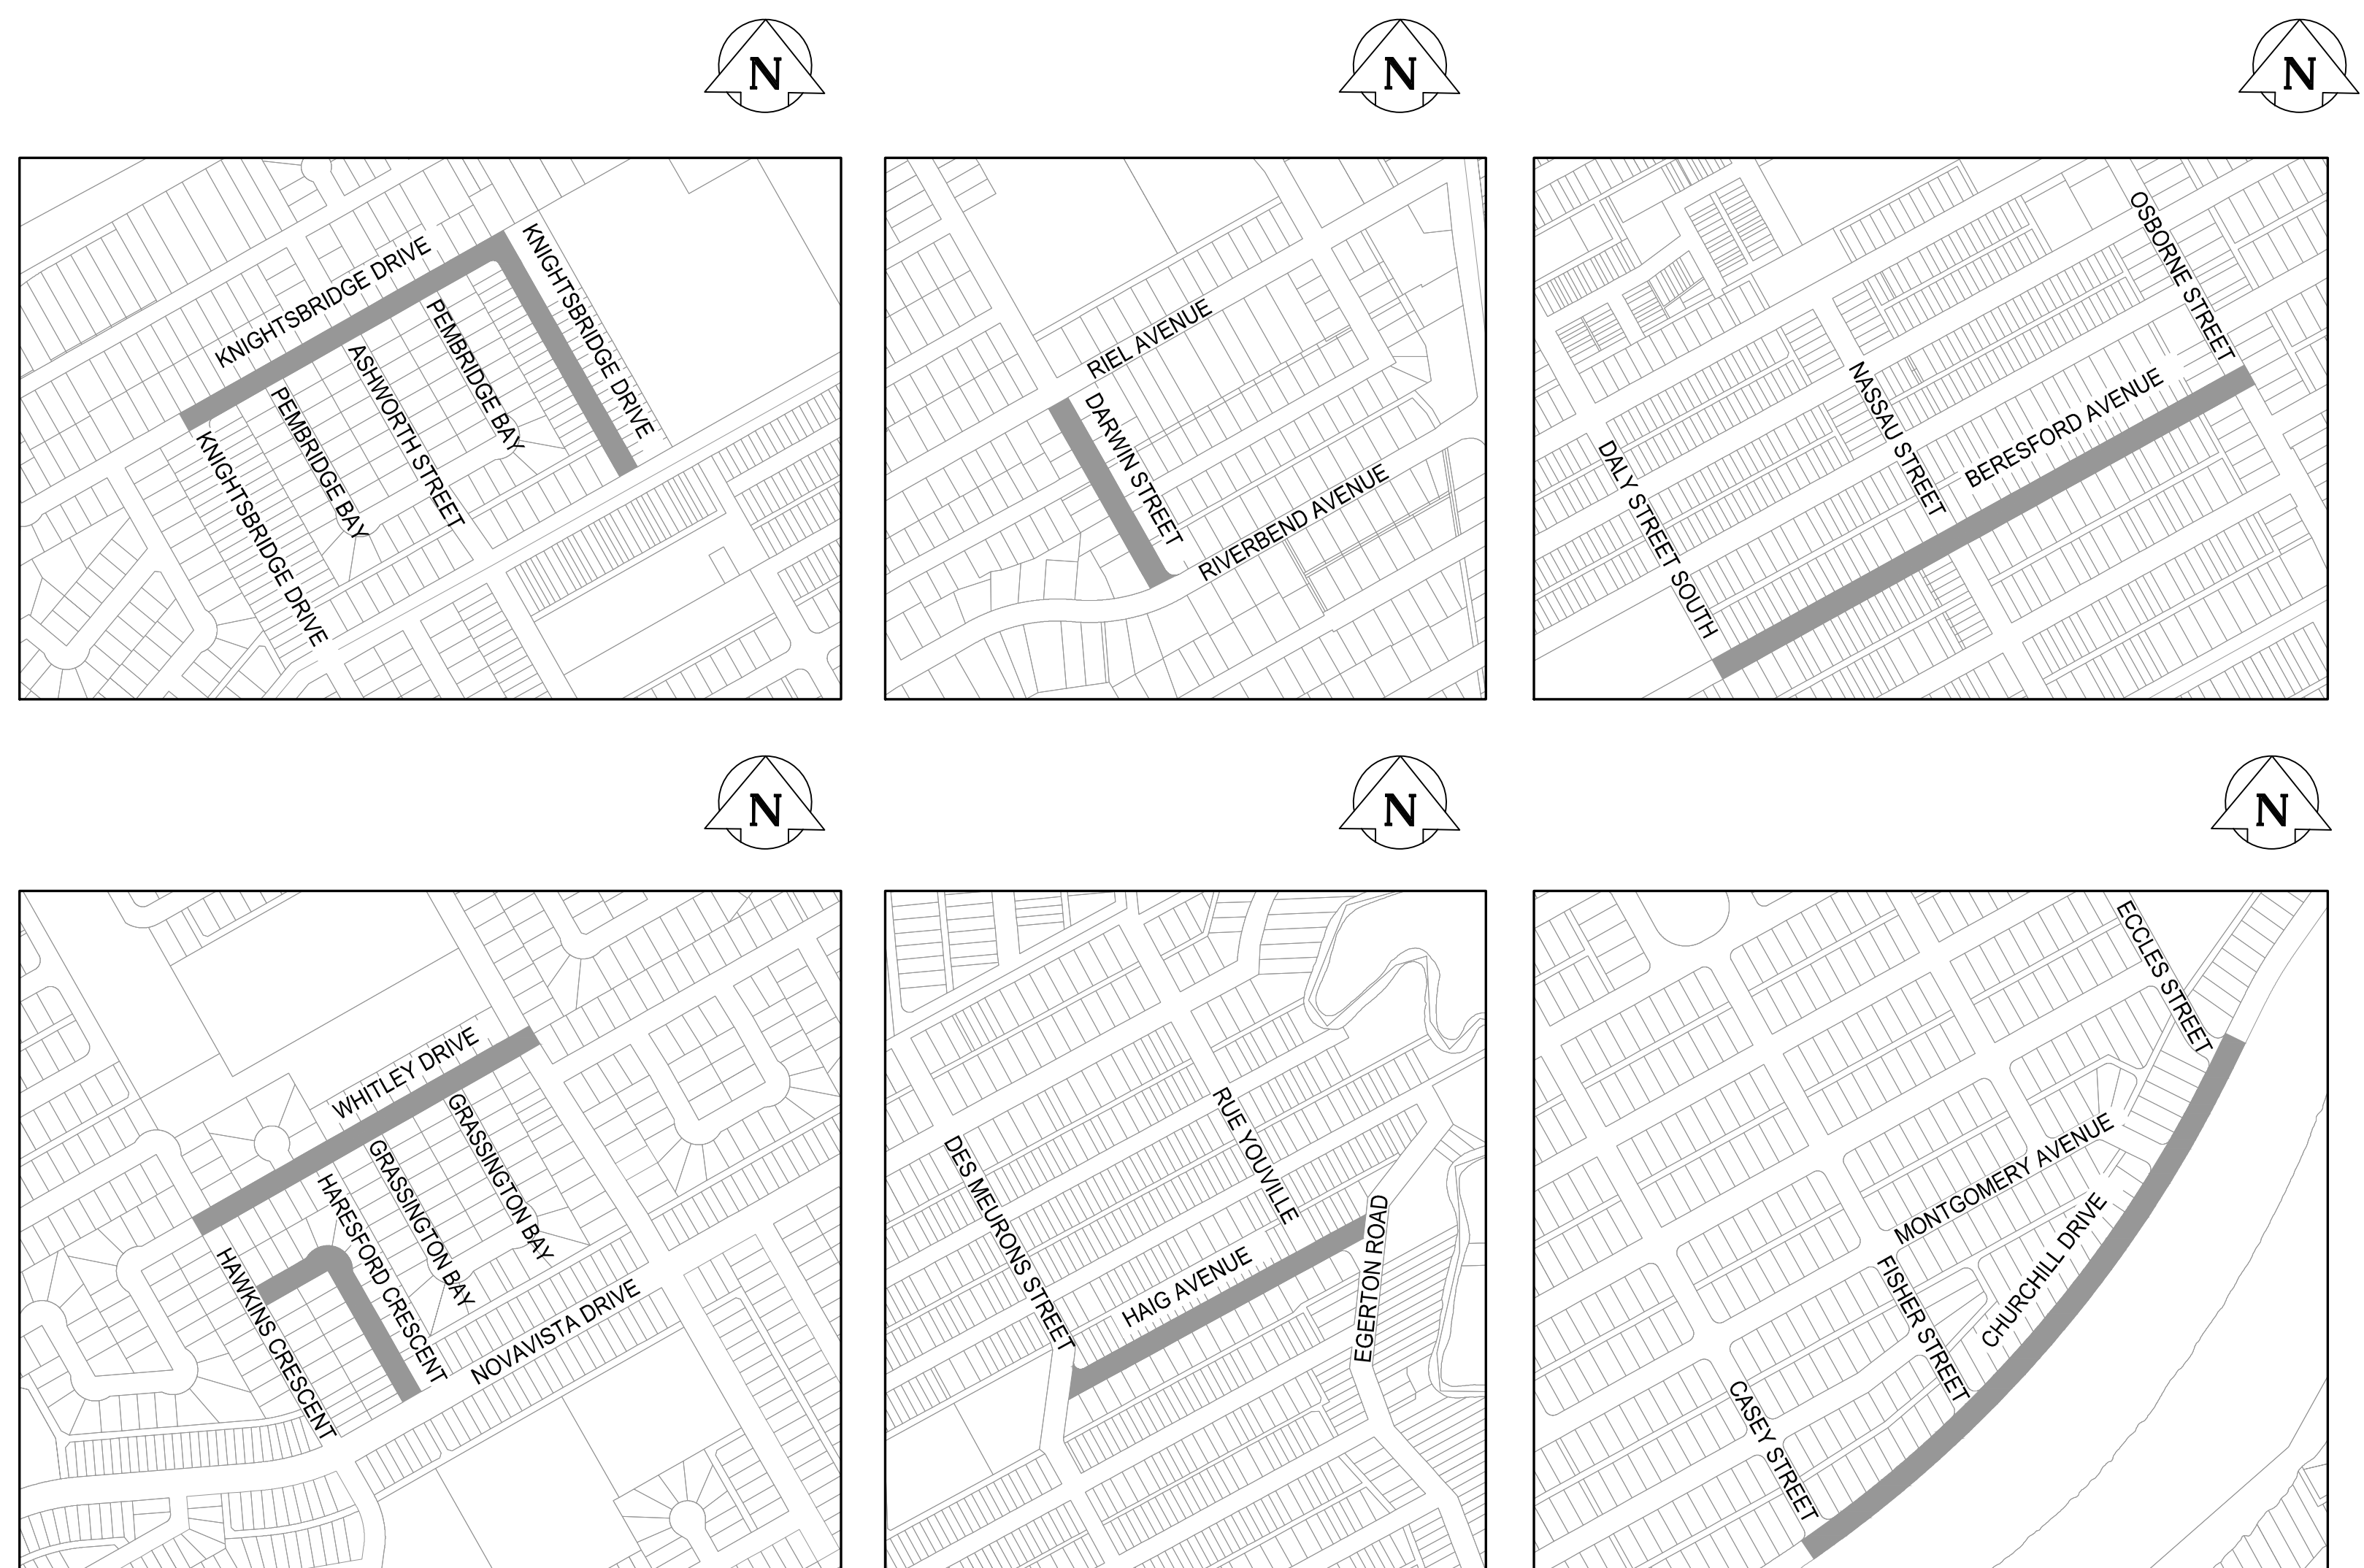 N
N
N
KNIGHTSBRIDGE DRIVE
KNIGHTSBRIDGE DRIVE
PEMBRIDGE BAY
ASHWORTH STREET
PEMBRIDGE BAY
KNIGHTSBRIDGE DRIVE
RIEL AVENUE
DARWIN STREET
RIVERBEND AVENUE
OSBORNE STREET
NASSAU STREET
BERESFORD AVENUE
DALY STREET SOUTH
N
N
N
WHITLEY DRIVE
GRASSINGTON BAY
GRASSINGTON BAY
HARESFORD CRESCENT
HAWKINS CRESCENT
NOVAVISTA DRIVE
RUE YOUVILLE
DES MEURONS STREET
HAIG AVENUE
EGERTON ROAD
ECCLES STREET
MONTGOMERY AVENUE
CHURCHILL DRIVE
FISHER STREET
CASEY STREET